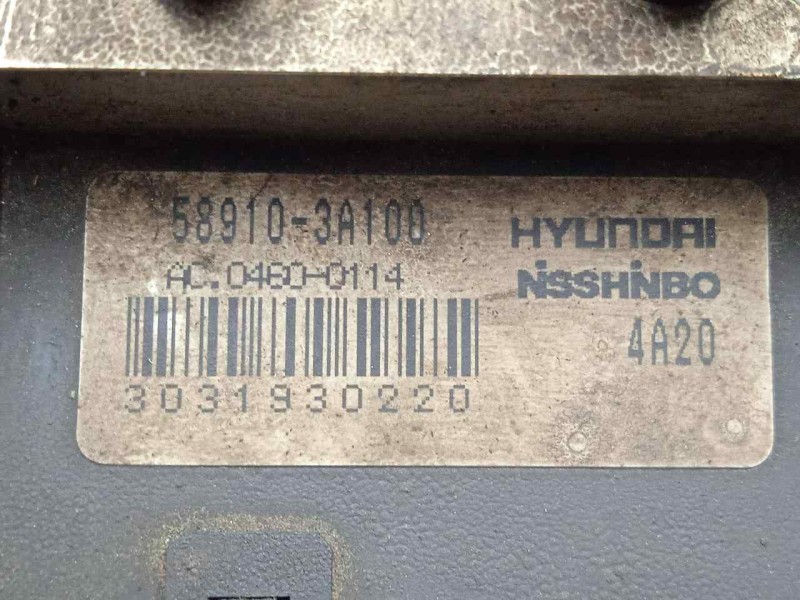 58910-3A100
HYUNDAI
AC.0480-0114
NISSHINBO
4A20
3031930220